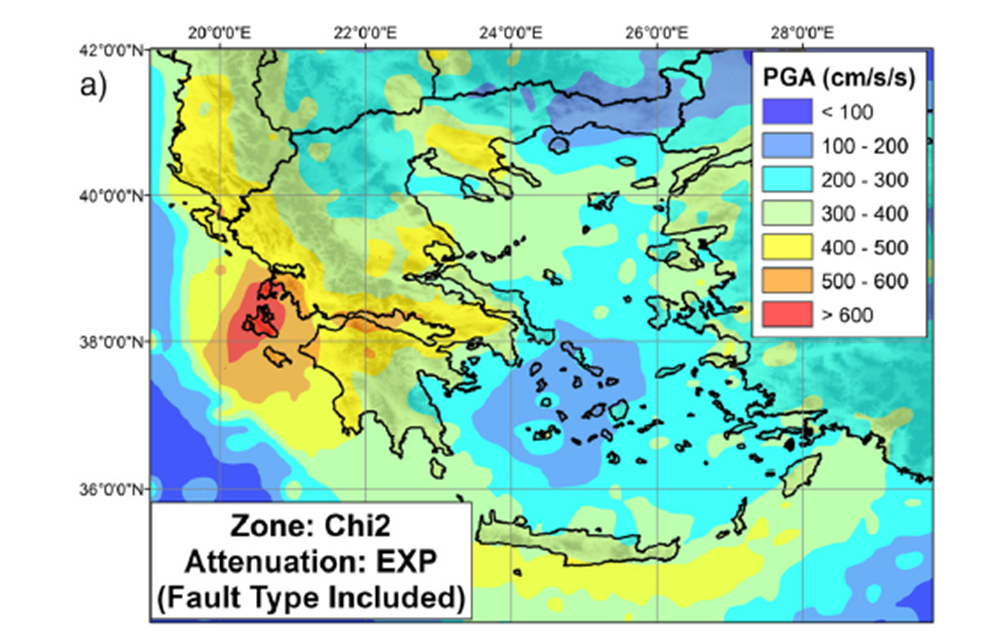 20°0'0"E 22°0'0"E 24°0'0"E 26°0'0"E 28°0'0"E
42°0'0"N
a)
PGA (cm/s/s)
< 100
100 - 200
200 - 300
300 - 400
400 - 500
500 - 600
> 600
40°0'0"N
38°0'0"N
36°0'0"N
Zone: Chi2
Attenuation: EXP
(Fault Type Included)